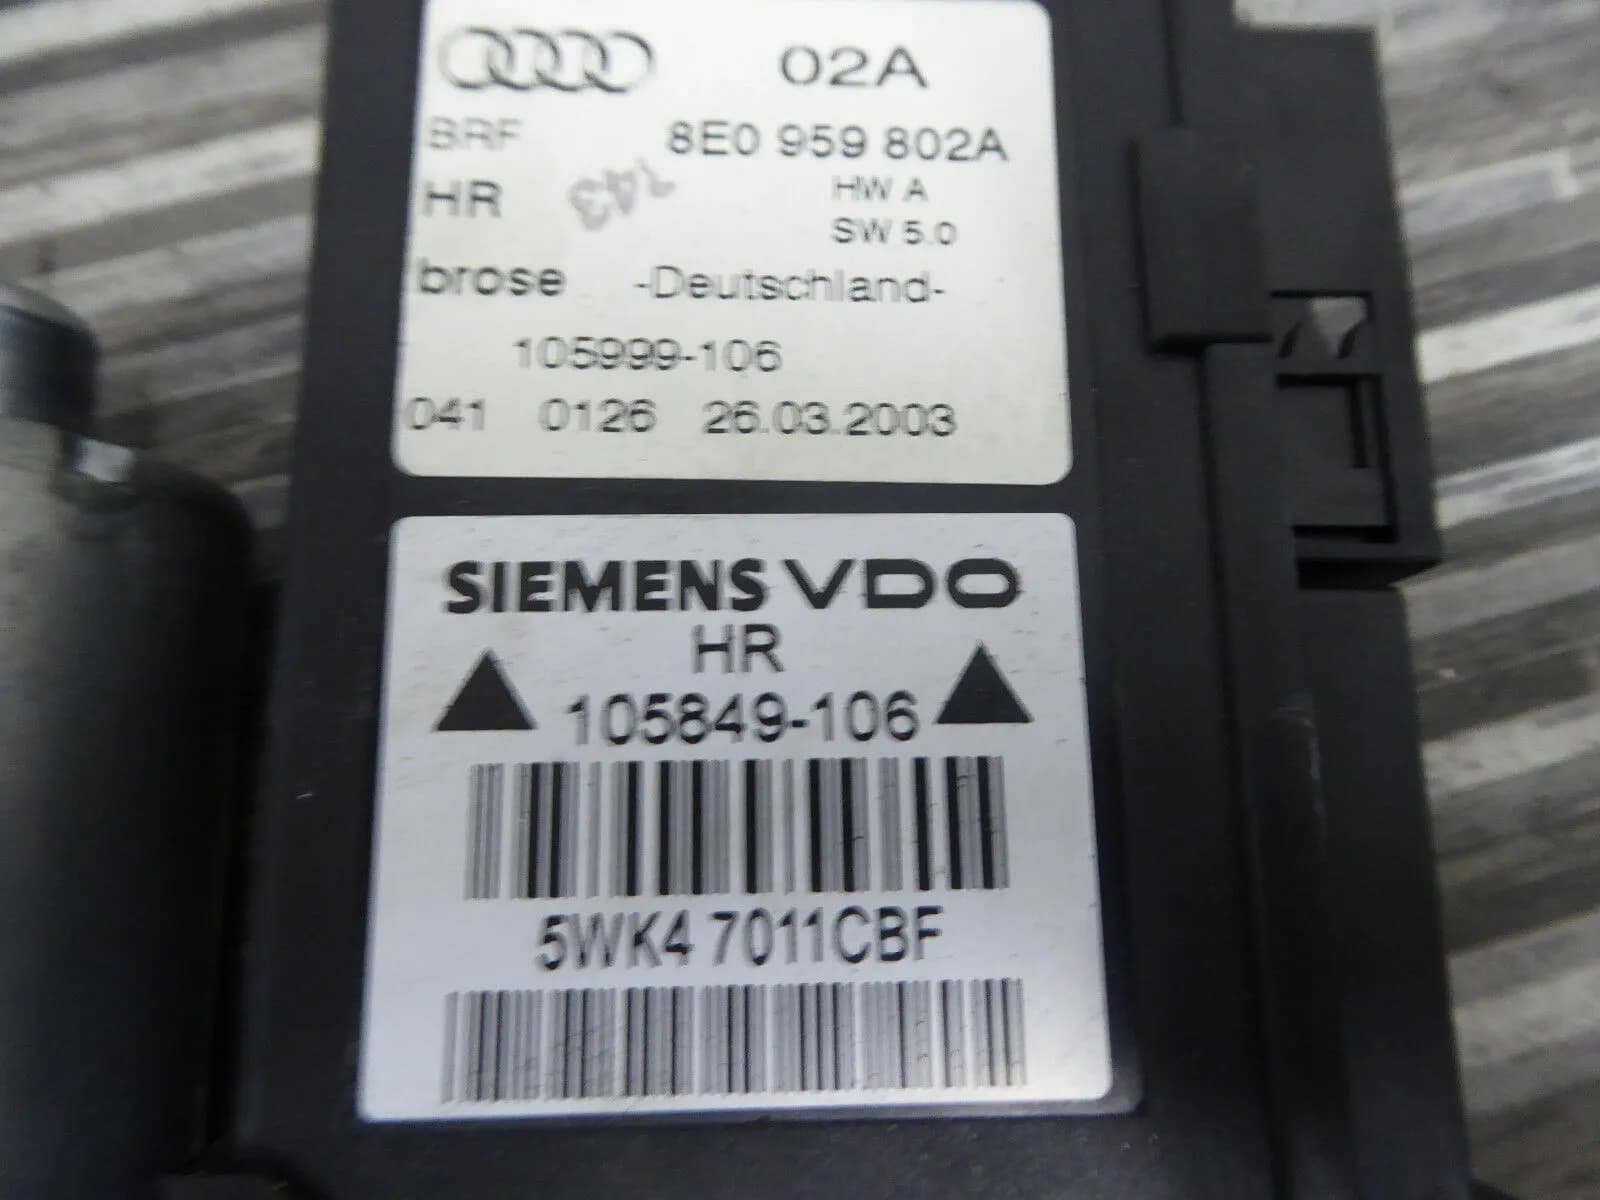 02A
BRF 8E0 959 802A
HR 143 HW A
SW 5.0
brose -Deutschland-
105999-106
041 0126 26.03.2003
SIEMENS VDO
HR
105849-106
5WK4 7011CBF